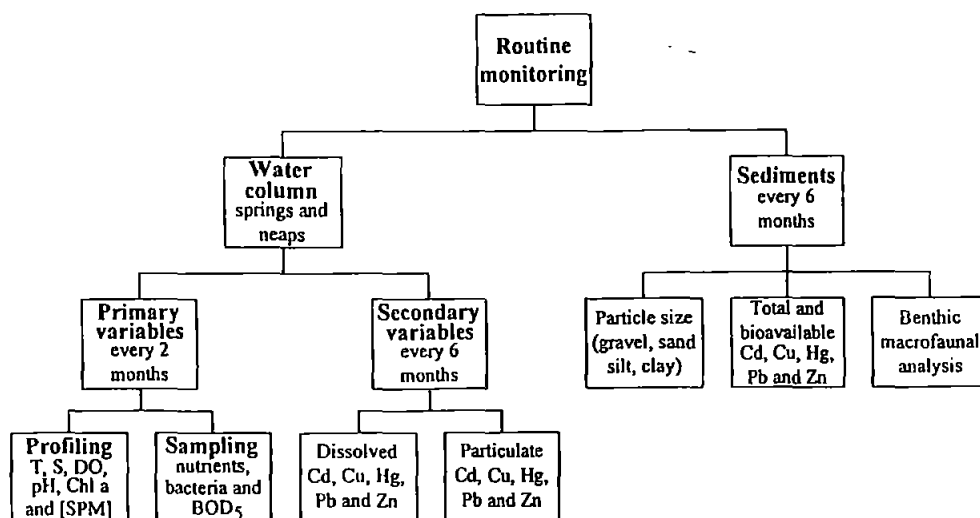 Routine
monitoring
Water
column
springs and
neaps
Sediments
every 6
months
Primary
variables
every 2
months
Secondary
variables
every 6
months
Particle size
(gravel, sand
silt, clay)
Total and
bioavailable
Cd, Cu, Hg,
Pb and Zn
Benthic
macrofaunal
analysis
Profiling
T, S, DO,
pH, Chl a
and [SPM]
Sampling
nutrients,
bacteria and
BOD₅
Dissolved
Cd, Cu, Hg,
Pb and Zn
Particulate
Cd, Cu, Hg,
Pb and Zn